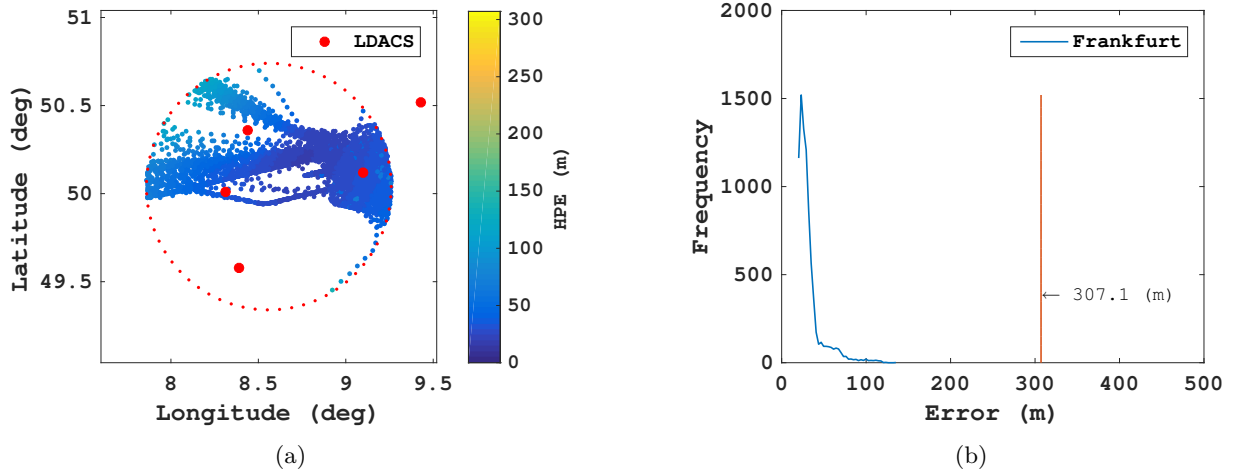 51
50.5
50
49.5
Latitude (deg)
8
8.5
9
9.5
Longitude (deg)
LDACS
300
250
200
150
100
50
0
HPE (m)
(a)
2000
1500
1000
500
0
Frequency
0
100
200
300
400
500
Error (m)
Frankfurt
← 307.1 (m)
(b)